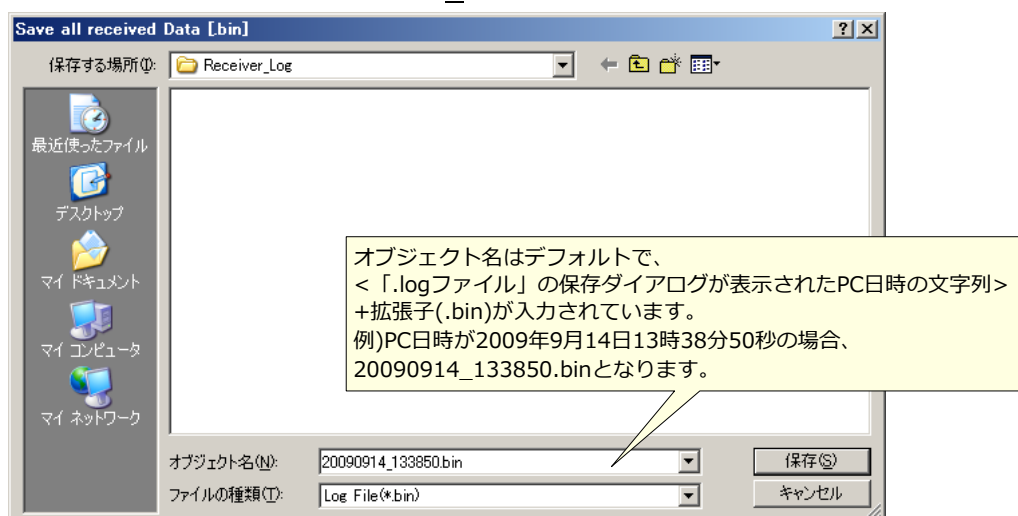 Save all received Data [.bin]
保存する場所(I):
Receiver_Log
最近使ったファイル
デスクトップ
マイ ドキュメント
マイ コンピュータ
マイ ネットワーク
オブジェクト名はデフォルトで、
<「.logファイル」の保存ダイアログが表示されたPC日時の文字列>
+拡張子(.bin)が入力されています。
例)PC日時が2009年9月14日13時38分50秒の場合、
20090914_133850.binとなります。
オブジェクト名(N):
20090914_133850.bin
保存(S)
ファイルの種類(T):
Log File(*.bin)
キャンセル